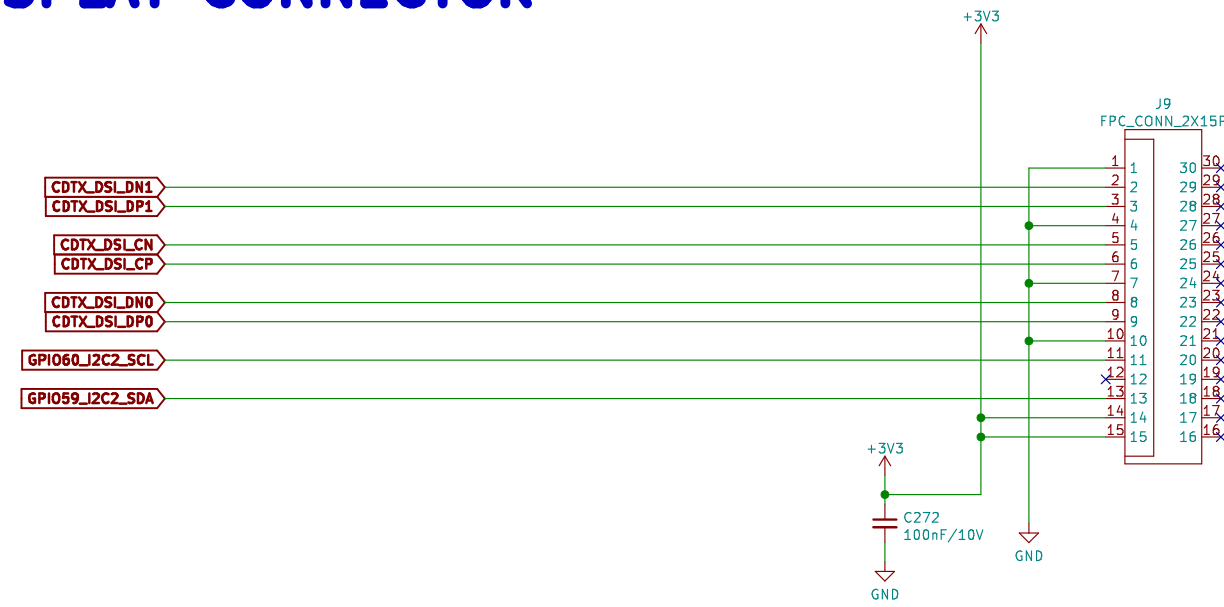 +3V3
J9
FPC_CONN_2X15P
1 1 30 30
CDTX_DSI_DN1 2 2 29 29
CDTX_DSI_DP1 3 3 28 28
4 4 27 27
CDTX_DSI_CN 5 5 26 26
CDTX_DSI_CP 6 6 25 25
7 7 24 24
CDTX_DSI_DN0 8 8 23 23
CDTX_DSI_DP0 9 9 22 22
10 10 21 21
GPIO60_I2C2_SCL 11 11 20 20
12 12 19 19
GPIO59_I2C2_SDA 13 13 18 18
14 14 17 17
15 15 16 16
+3V3
C272
100nF/10V
GND
GND